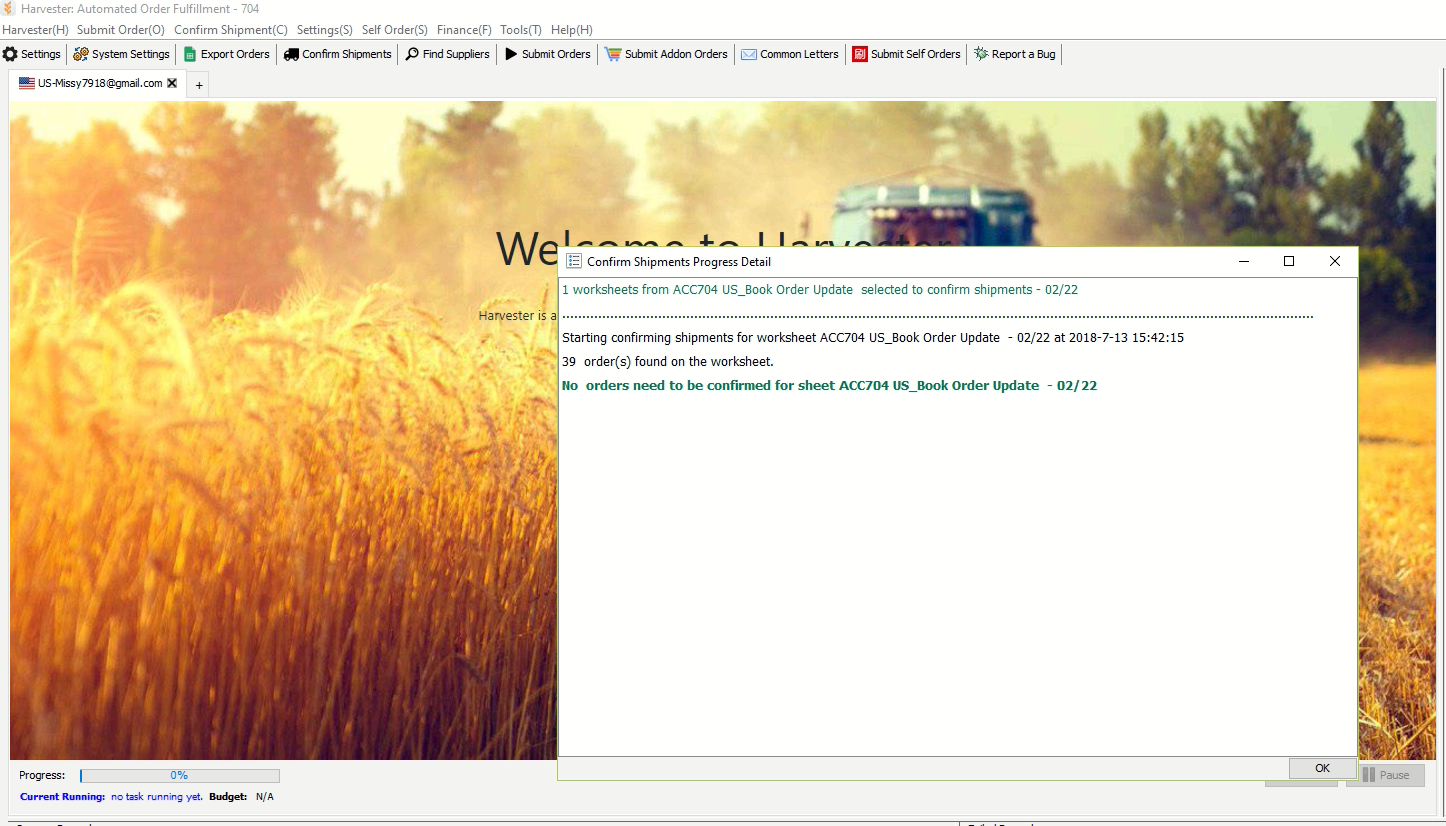 Harvester: Automated Order Fulfillment - 704
Harvester(H) Submit Order(O) Confirm Shipment(C) Settings(S) Self Order(S) Finance(F) Tools(T) Help(H)
Settings System Settings Export Orders Confirm Shipments Find Suppliers Submit Orders Submit Addon Orders Common Letters Submit Self Orders Report a Bug
US-Missy7918@gmail.com
+
Welcome to Harvester
Harvester is a
Confirm Shipments Progress Detail
1 worksheets from ACC704 US_Book Order Update  selected to confirm shipments - 02/22
Starting confirming shipments for worksheet ACC704 US_Book Order Update  - 02/22 at 2018-7-13 15:42:15
39  order(s) found on the worksheet.
No  orders need to be confirmed for sheet ACC704 US_Book Order Update  - 02/22
OK
Progress: 0%
Pause
Current Running: no task running yet. Budget: N/A